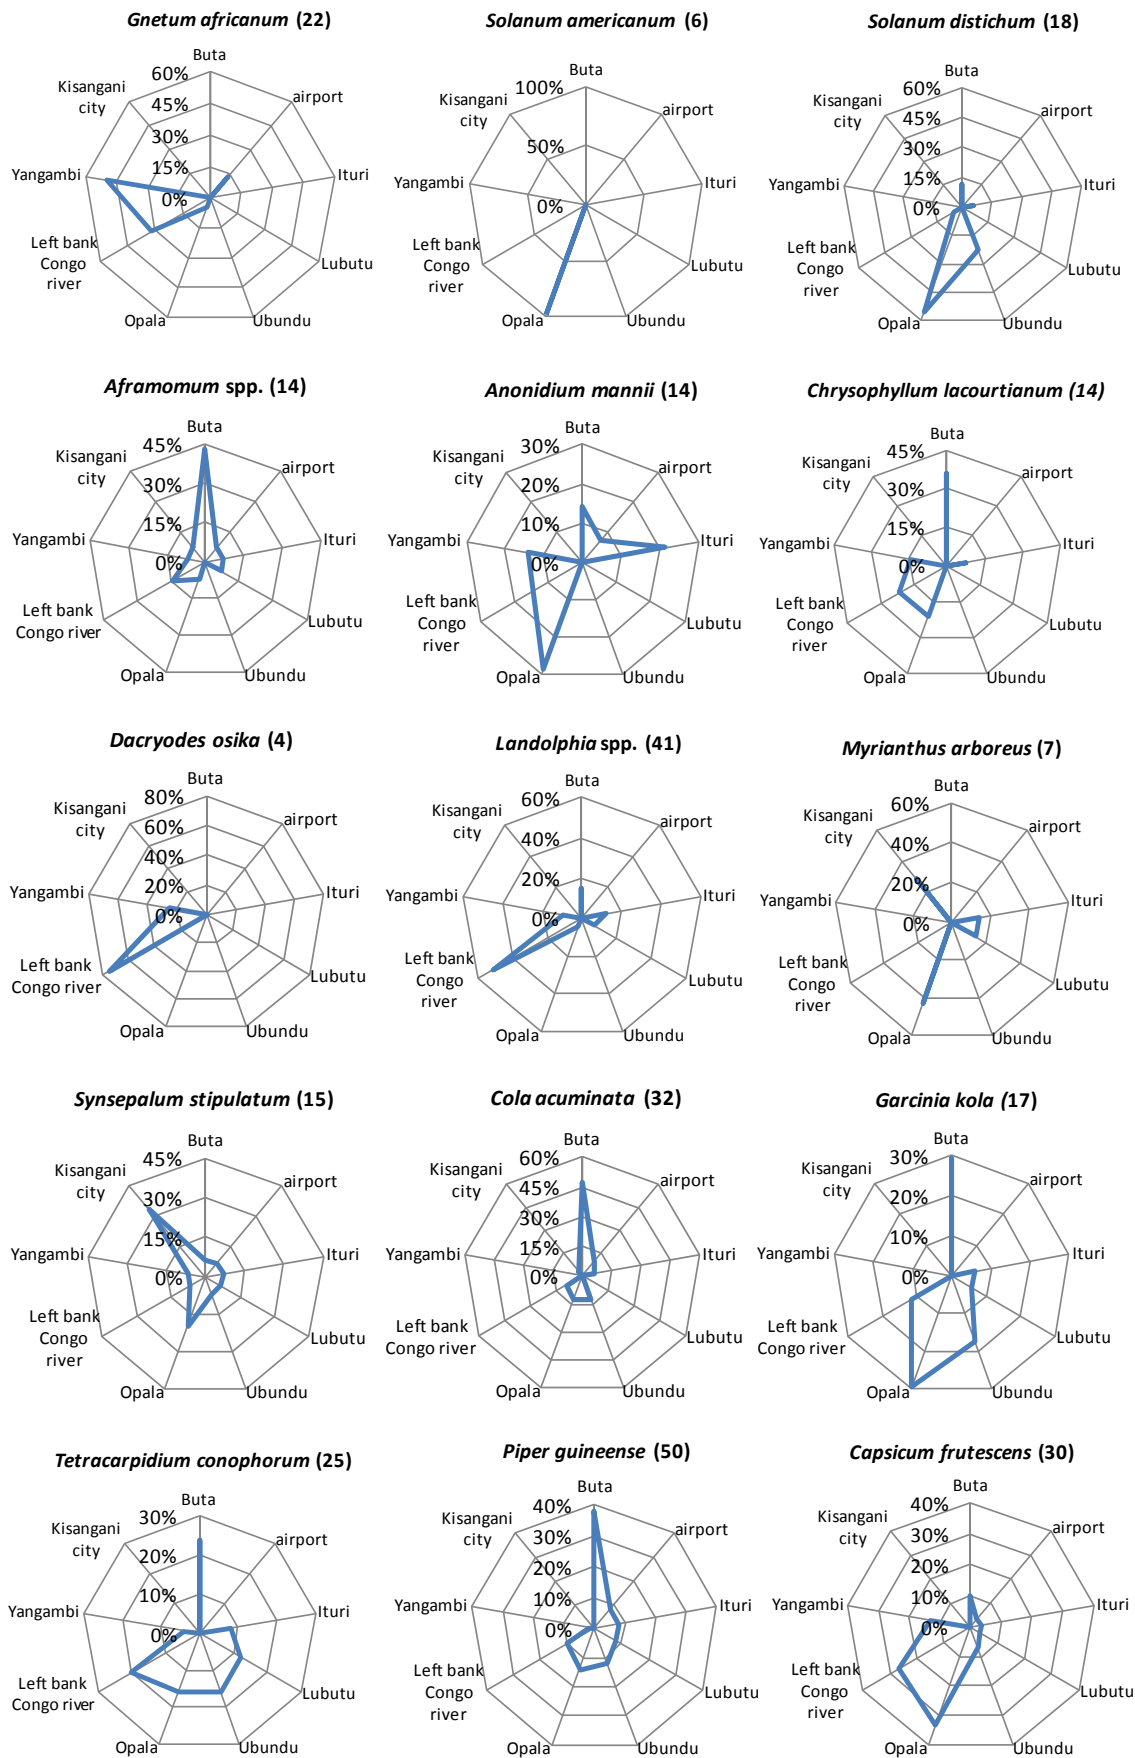 Gnetum africanum (22)
Buta
60%
45%
30%
15%
0%
airport
Ituri
Lubutu
Ubundu
Opala
Left bank
Congo
river
Yangambi
Kisangani
city
Solanum americanum (6)
Buta
100%
50%
0%
airport
Ituri
Lubutu
Ubundu
Opala
Left bank
Congo
river
Yangambi
Kisangani
city
Solanum distichum (18)
Buta
60%
45%
30%
15%
0%
airport
Ituri
Lubutu
Ubundu
Opala
Left bank
Congo
river
Yangambi
Kisangani
city
Aframomum spp. (14)
Buta
45%
30%
15%
0%
airport
Ituri
Lubutu
Ubundu
Opala
Left bank
Congo river
Yangambi
Kisangani
city
Anonidium mannii (14)
Buta
30%
20%
10%
0%
airport
Ituri
Lubutu
Ubundu
Opala
Left bank
Congo
river
Yangambi
Kisangani
city
Chrysophyllum lacourtianum (14)
Buta
45%
30%
15%
0%
airport
Ituri
Lubutu
Ubundu
Opala
Left bank
Congo
river
Yangambi
Kisangani
city
Dacryodes osika (4)
Buta
80%
60%
40%
20%
0%
airport
Ituri
Lubutu
Ubundu
Opala
Left bank
Congo river
Yangambi
Kisangani
city
Landolphia spp. (41)
Buta
60%
40%
20%
0%
airport
Ituri
Lubutu
Ubundu
Opala
Left bank
Congo
river
Yangambi
Kisangani
city
Myrianthus arboreus (7)
Buta
60%
40%
20%
0%
airport
Ituri
Lubutu
Ubundu
Opala
Left bank
Congo
river
Yangambi
Kisangani
city
Synsepalum stipulatum (15)
Buta
45%
30%
15%
0%
airport
Ituri
Lubutu
Ubundu
Opala
Left bank
Congo
river
Yangambi
Kisangani
city
Cola acuminata (32)
Buta
60%
45%
30%
15%
0%
airport
Ituri
Lubutu
Ubundu
Opala
Left bank
Congo river
Yangambi
Kisangani
city
Garcinia kola (17)
Buta
30%
20%
10%
0%
airport
Ituri
Lubutu
Ubundu
Opala
Left bank
Congo river
Yangambi
Kisangani
city
Tetracarpidium conophorum (25)
Buta
30%
20%
10%
0%
airport
Ituri
Lubutu
Ubundu
Opala
Left bank
Congo river
Yangambi
Kisangani
city
Piper guineense (50)
Buta
40%
30%
20%
10%
0%
airport
Ituri
Lubutu
Ubundu
Opala
Left bank
Congo
river
Yangambi
Kisangani
city
Capsicum frutescens (30)
Buta
40%
30%
20%
10%
0%
airport
Ituri
Lubutu
Ubundu
Opala
Left bank
Congo
river
Yangambi
Kisangani
city